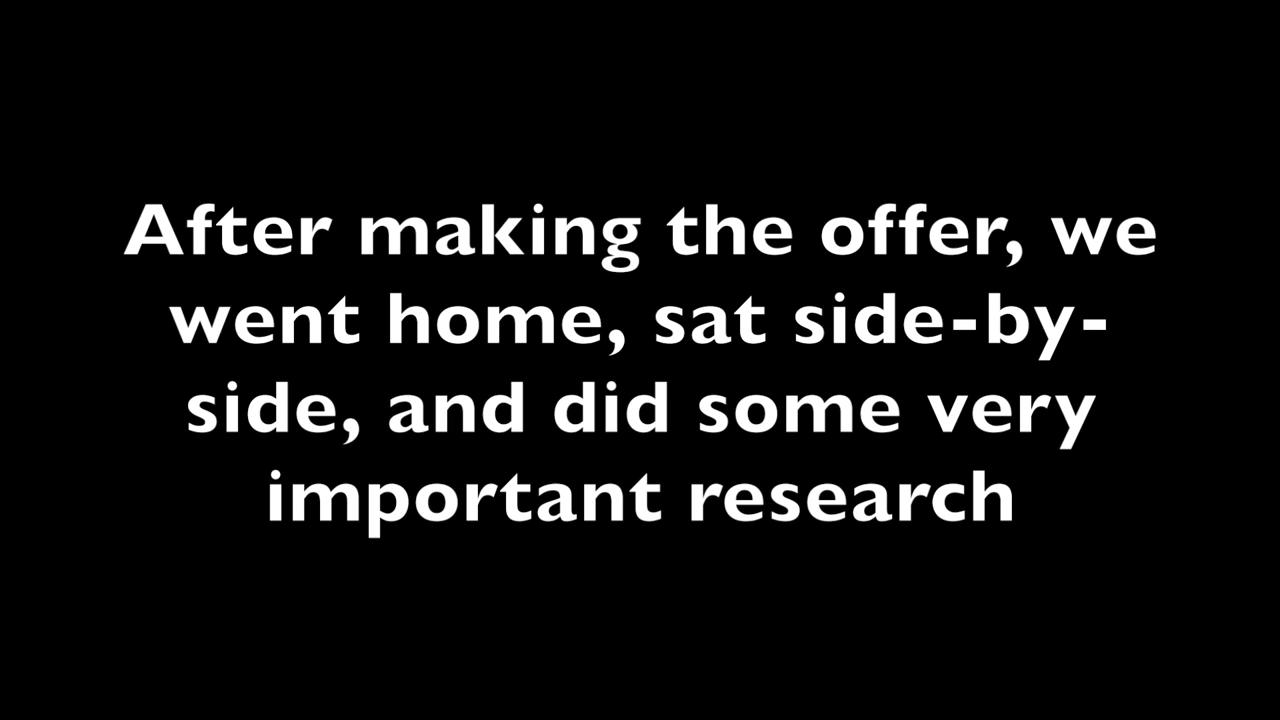 After making the offer, we
went home, sat side-by-
side, and did some very
important research